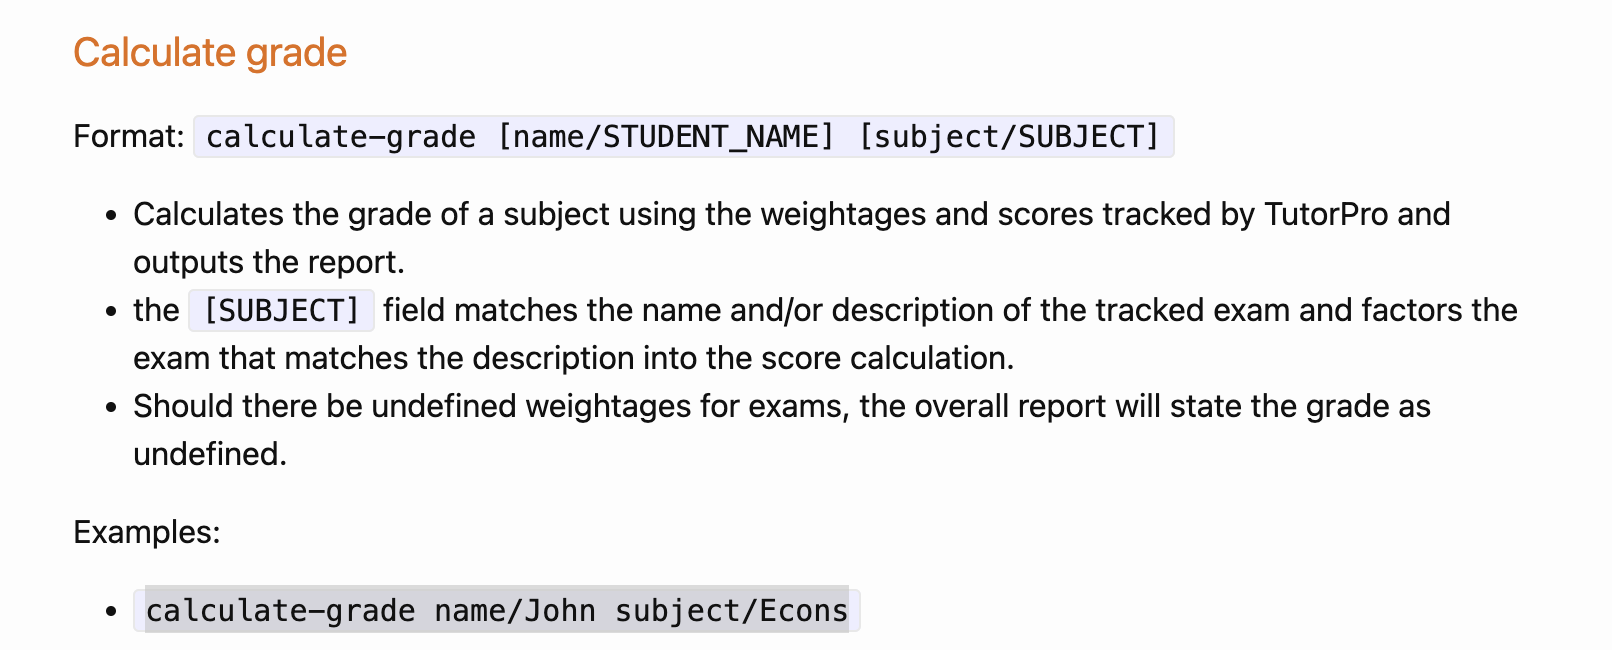 Calculate grade
Format: calculate-grade [name/STUDENT_NAME] [subject/SUBJECT]
• Calculates the grade of a subject using the weightages and scores tracked by TutorPro and
outputs the report.
• the [SUBJECT] field matches the name and/or description of the tracked exam and factors the
exam that matches the description into the score calculation.
• Should there be undefined weightages for exams, the overall report will state the grade as
undefined.
Examples:
• calculate-grade name/John subject/Econs